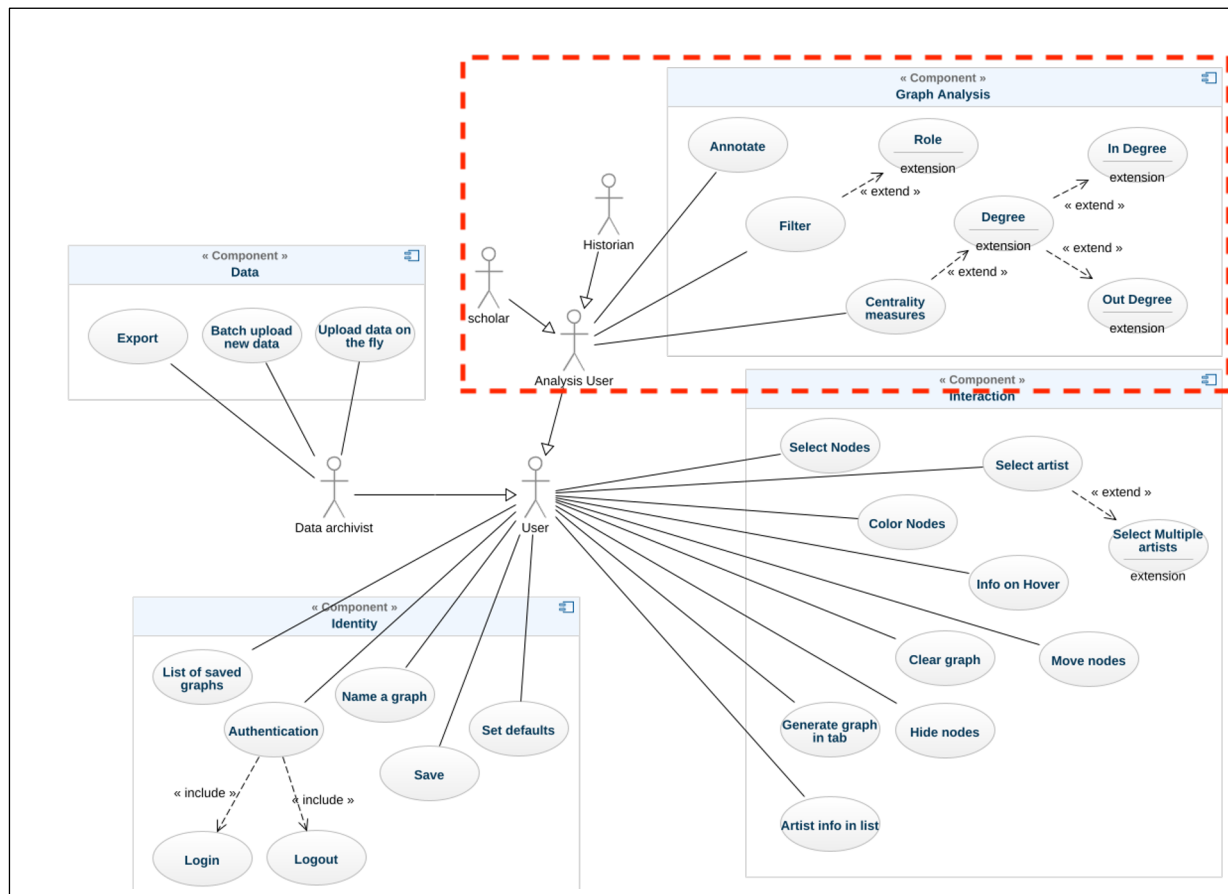 « Component »
Graph Analysis
Annotate
Role
extension
In Degree
extension
« extend »
« extend »
Filter
Degree
extension
« extend »
« extend »
Centrality
measures
Out Degree
extension
Historian
scholar
Analysis User
« Component »
Data
Export
Batch upload
new data
Upload data on
the fly
Data archivist
User
« Component »
Interaction
Select Nodes
Select artist
« extend »
Select Multiple
artists
extension
Color Nodes
Info on Hover
Clear graph
Move nodes
Generate graph
in tab
Hide nodes
Artist info in list
« Component »
Identity
List of saved
graphs
Name a graph
Authentication
Set defaults
Save
« include »
« include »
Login
Logout